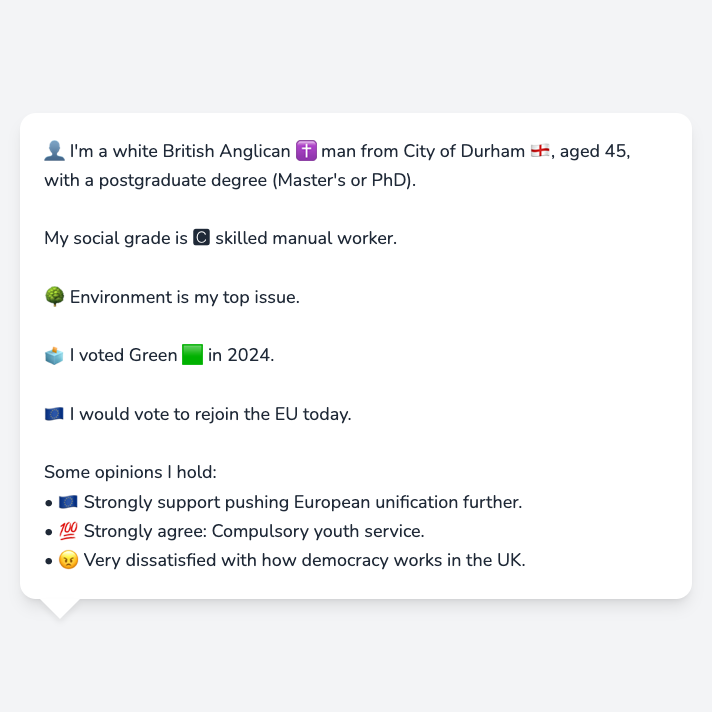 👤 I'm a white British Anglican ✝️ man from City of Durham 🏴󠁧󠁢󠁥󠁮󠁧󠁿, aged 45,
with a postgraduate degree (Master's or PhD).
My social grade is 🅲 skilled manual worker.
🌳 Environment is my top issue.
🗳️ I voted Green 🟩 in 2024.
🇪🇺 I would vote to rejoin the EU today.
Some opinions I hold:
• 🇪🇺 Strongly support pushing European unification further.
• 💯 Strongly agree: Compulsory youth service.
• 😠 Very dissatisfied with how democracy works in the UK.